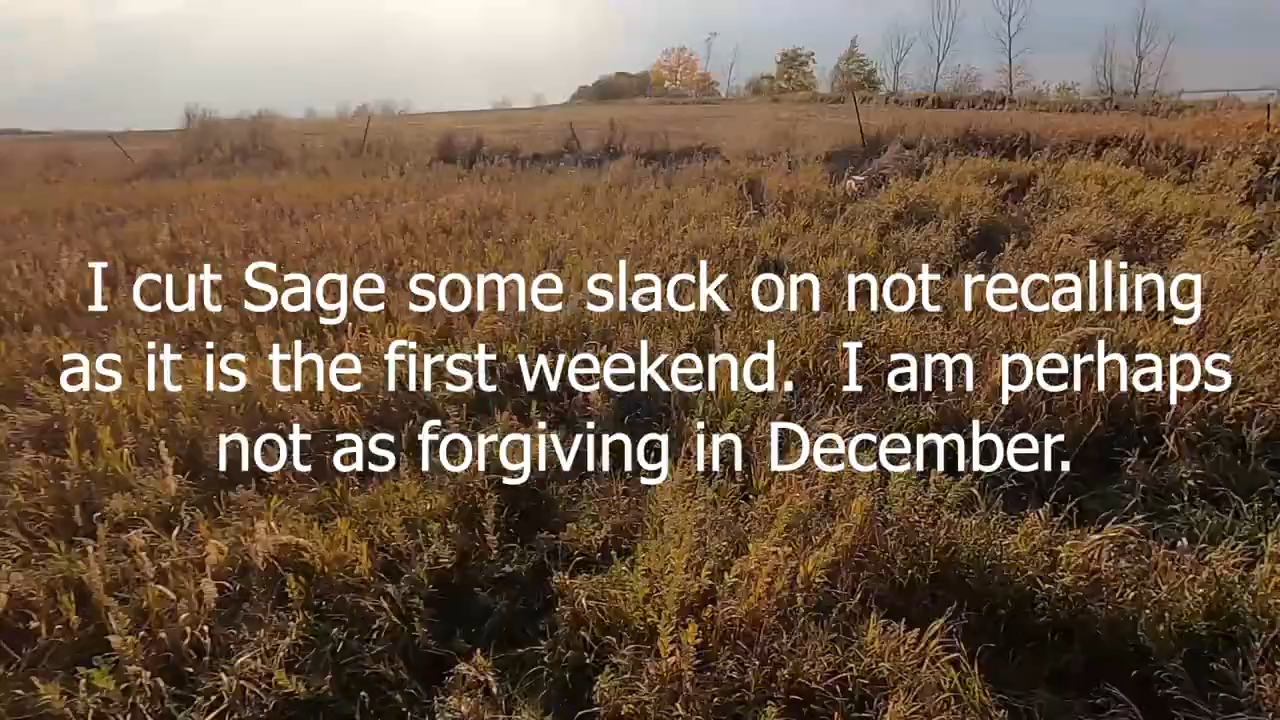 I cut Sage some slack on not recalling
as it is the first weekend.  I am perhaps
not as forgiving in December.